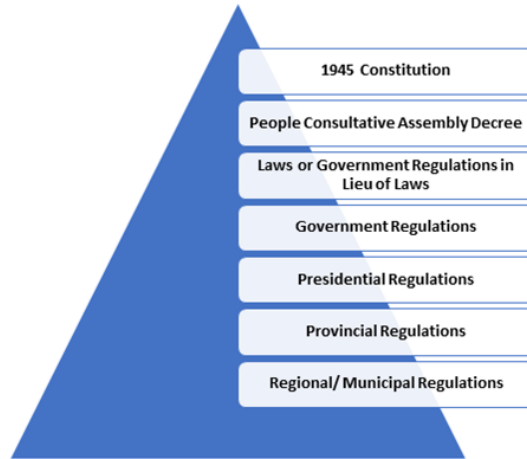 1945 Constitution
People Consultative Assembly Decree
Laws or Government Regulations in
Lieu of Laws
Government Regulations
Presidential Regulations
Provincial Regulations
Regional/ Municipal Regulations